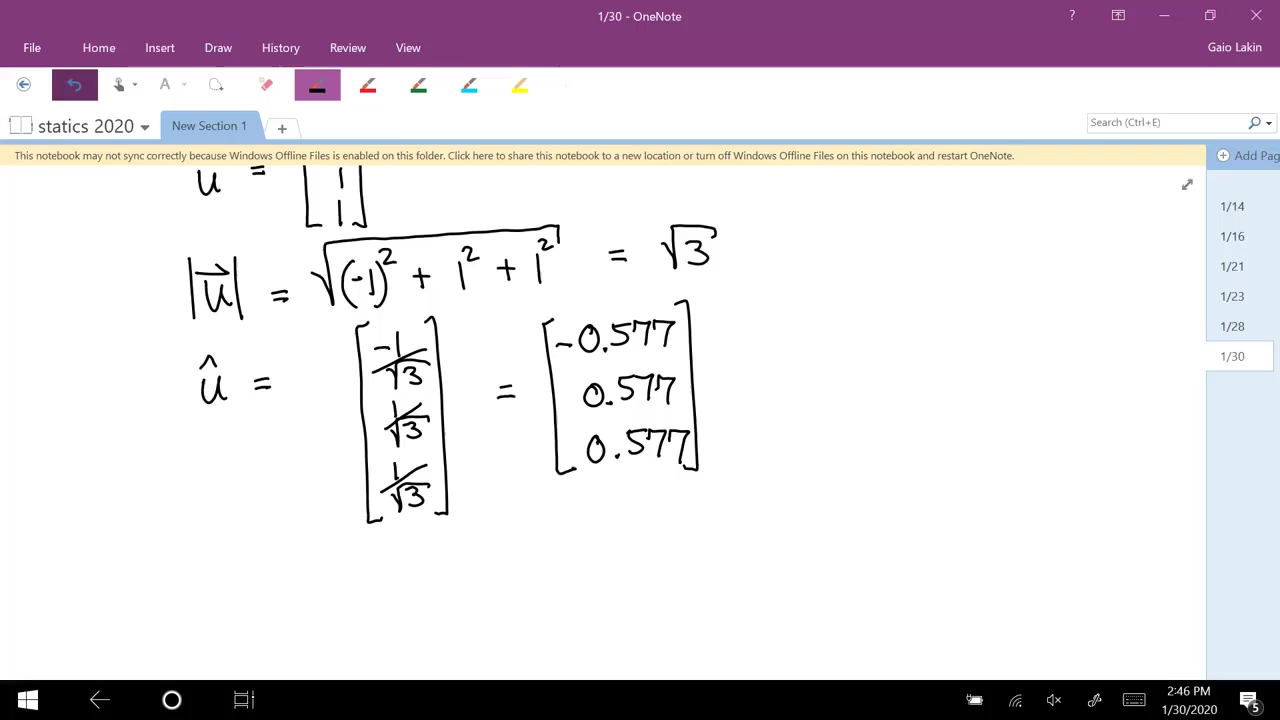 1/30 - OneNote
?
File Home Insert Draw History Review View
Gaio Lakin
A
statics 2020
New Section 1
+
Search (Ctrl+E)
This notebook may not sync correctly because Windows Offline Files is enabled on this folder. Click here to share this notebook to a new location or turn off Windows Offline Files on this notebook and restart OneNote.
Add Pag
1/14
1/16
1/21
1/23
1/28
1/30
u = [ 1
1 ]
|u⃗| = √((-1)² + 1² + 1²) = √3
û = [ -1/√3 = [ -0.577
1/√3 0.577
1/√3 ] 0.577 ]
2:46 PM
1/30/2020
5